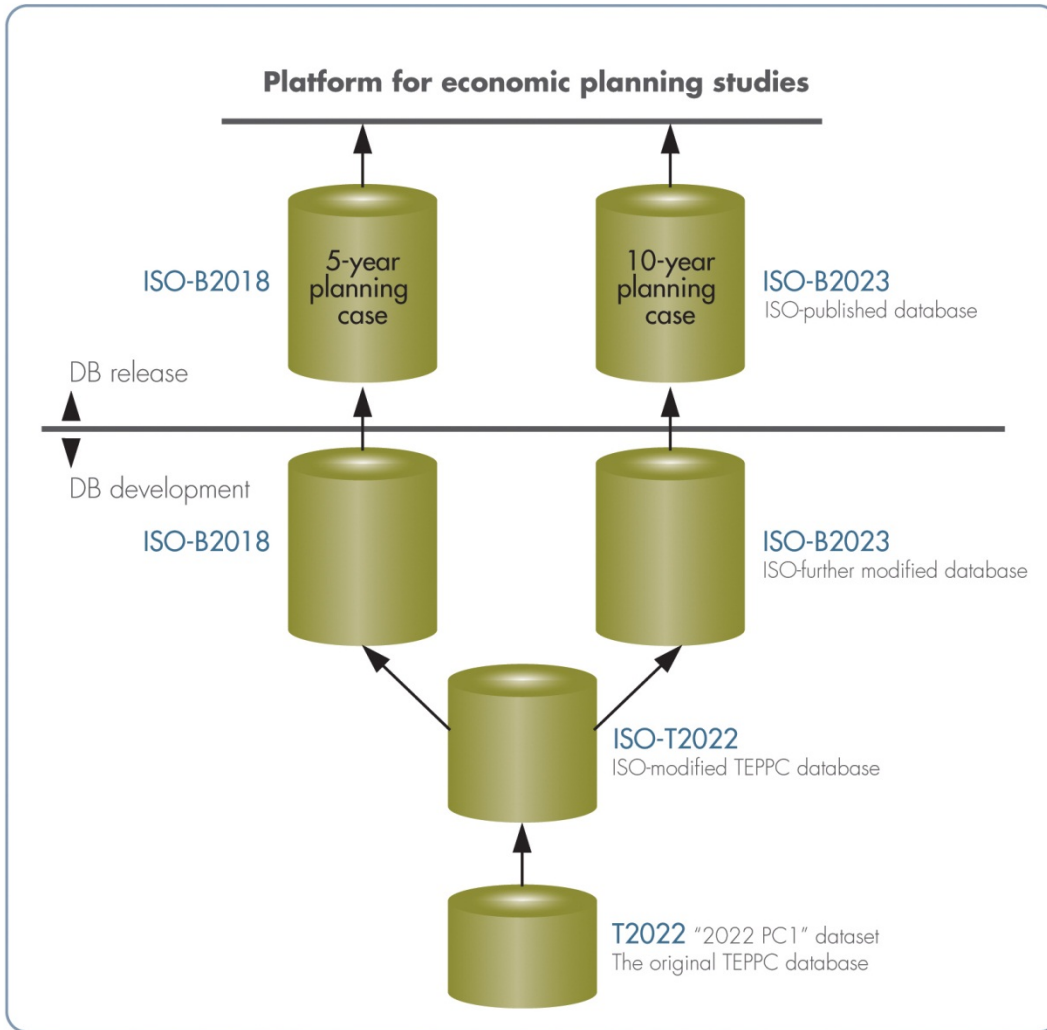 Platform for economic planning studies
5-year
planning
case
10-year
planning
case
ISO-B2018
ISO-B2023
ISO-published database
DB release
DB development
ISO-B2018
ISO-B2023
ISO-further modified database
ISO-T2022
ISO-modified TEPPC database
T2022 “2022 PC1” dataset
The original TEPPC database